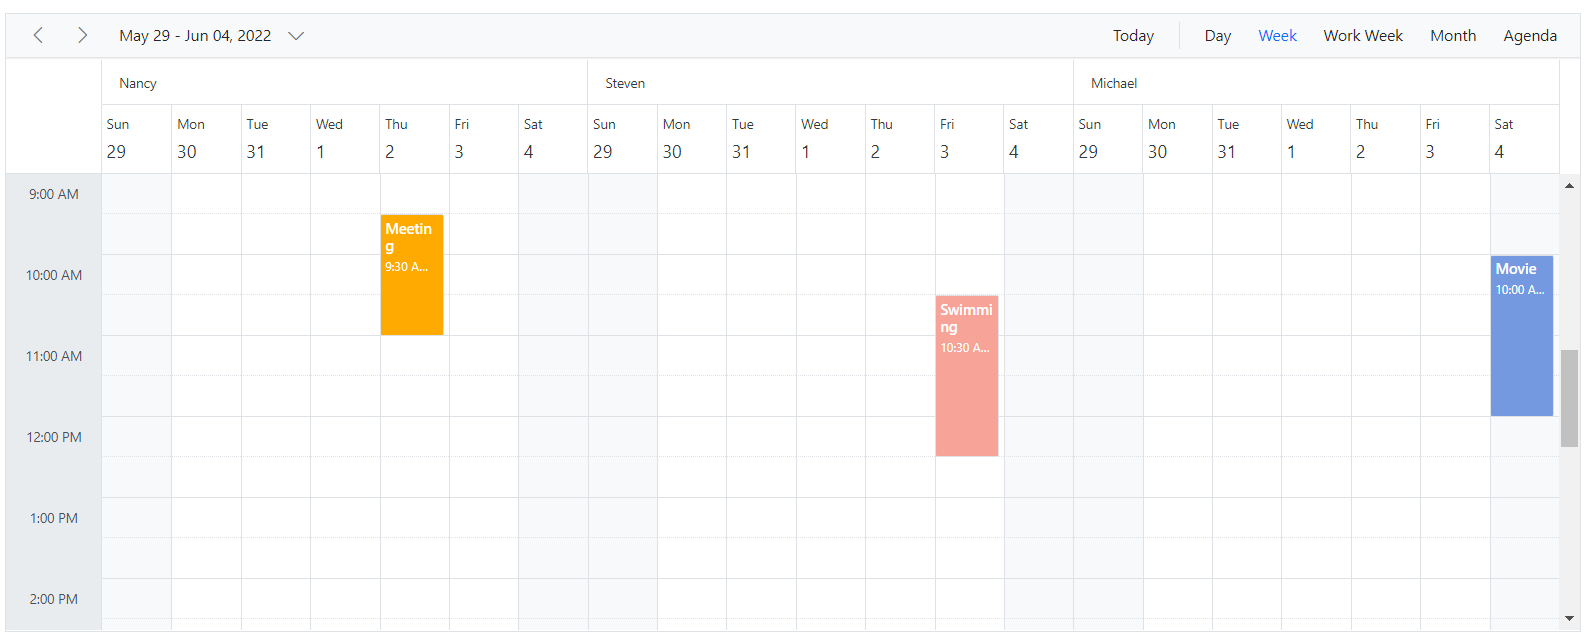 May 29 - Jun 04, 2022 Today Day Week Work Week Month Agenda
Nancy Steven Michael
Sun Mon Tue Wed Thu Fri Sat Sun Mon Tue Wed Thu Fri Sat Sun Mon Tue Wed Thu Fri Sat
29 30 31 1 2 3 4 29 30 31 1 2 3 4 29 30 31 1 2 3 4
9:00 AM
Meetin
g
9:30 A...
10:00 AM
Movie
10:00 A...
Swimmi
ng
10:30 A...
11:00 AM
12:00 PM
1:00 PM
2:00 PM